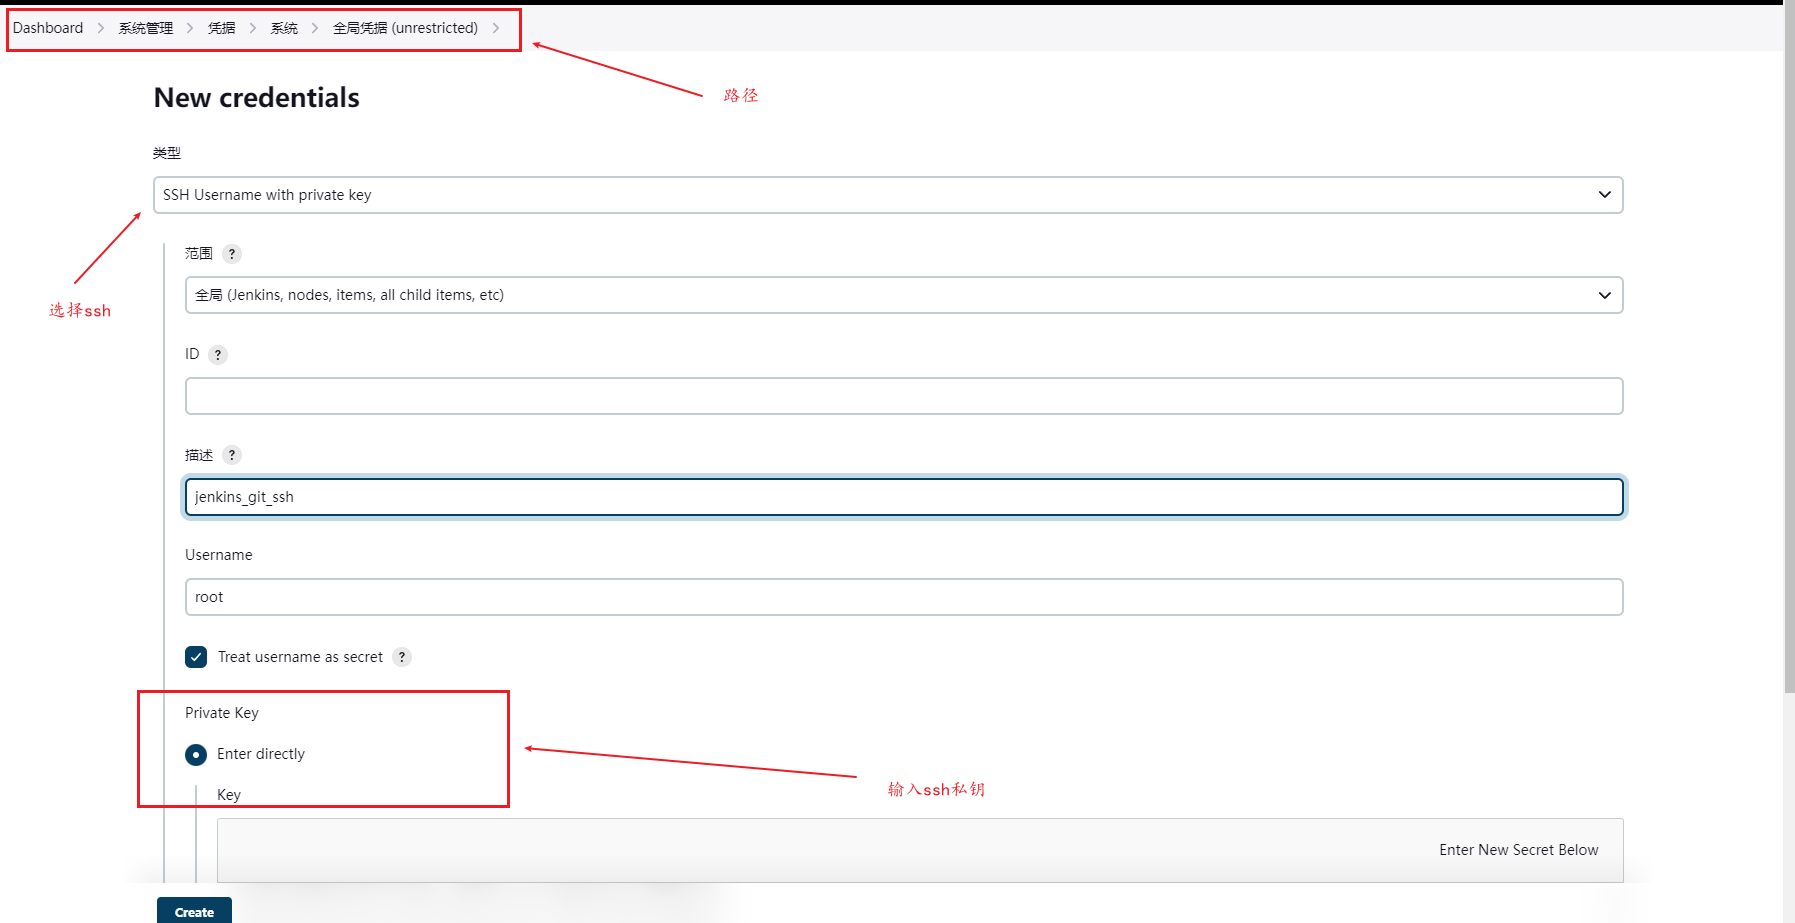 Dashboard > 系统管理 > 凭据 > 系统 > 全局凭据 (unrestricted) >
路径
New credentials
类型
SSH Username with private key
选择ssh
范围 ?
全局 (Jenkins, nodes, items, all child items, etc)
ID ?
描述 ?
jenkins_git_ssh
Username
root
Treat username as secret ?
Private Key
Enter directly
输入ssh私钥
Key
Enter New Secret Below
Create